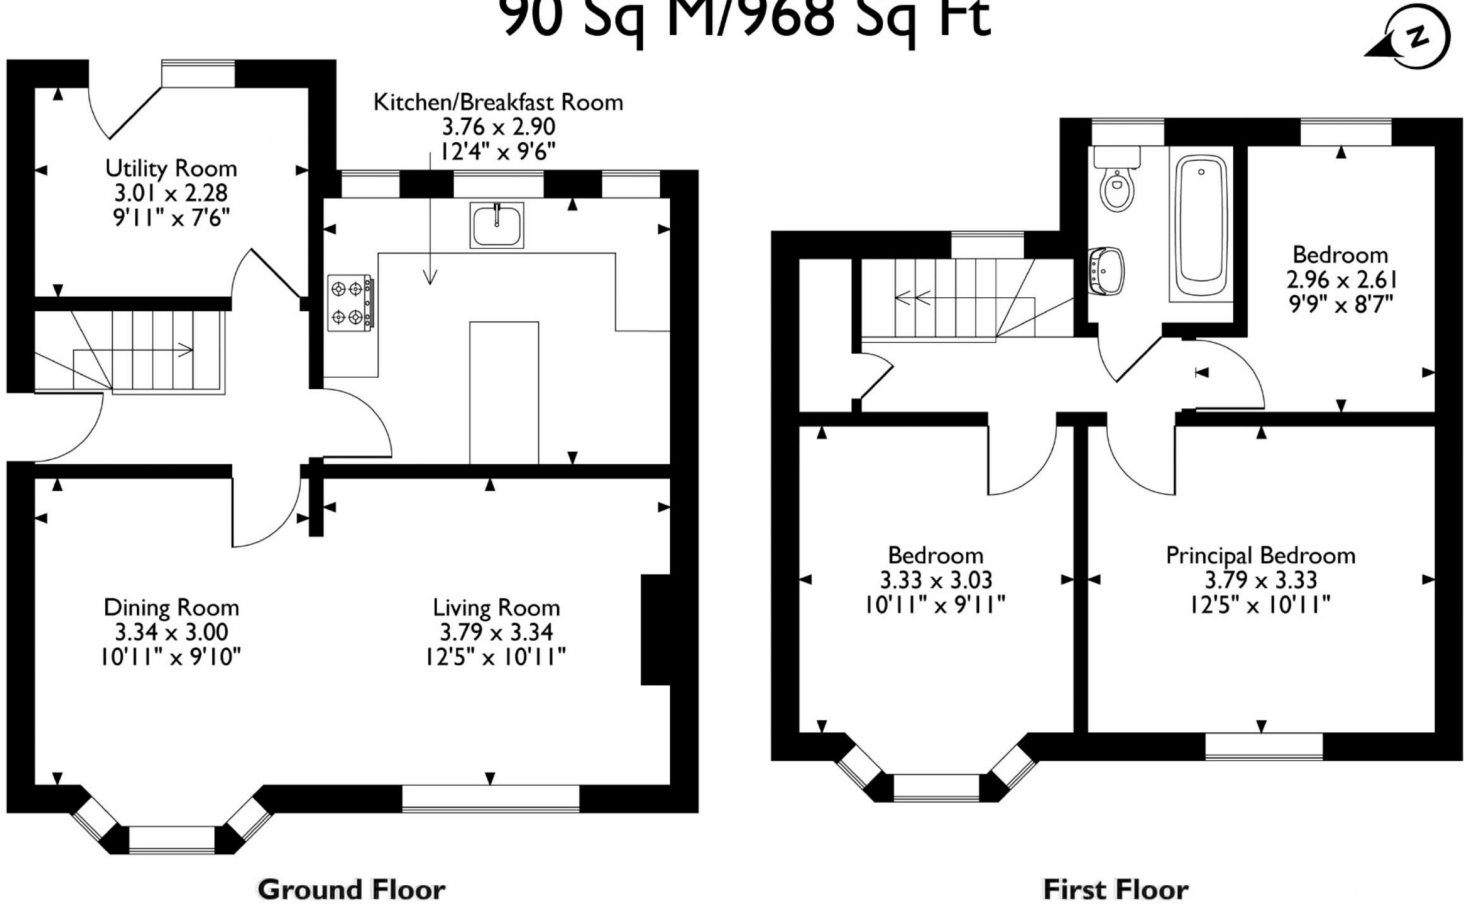 90 Sq M/968 Sq Ft
N
Kitchen/Breakfast Room
3.76 x 2.90
12'4" x 9'6"
Utility Room
3.01 x 2.28
9'11" x 7'6"
Dining Room
3.34 x 3.00
10'11" x 9'10"
Living Room
3.79 x 3.34
12'5" x 10'11"
Ground Floor
Bedroom
2.96 x 2.61
9'9" x 8'7"
Bedroom
3.33 x 3.03
10'11" x 9'11"
Principal Bedroom
3.79 x 3.33
12'5" x 10'11"
First Floor